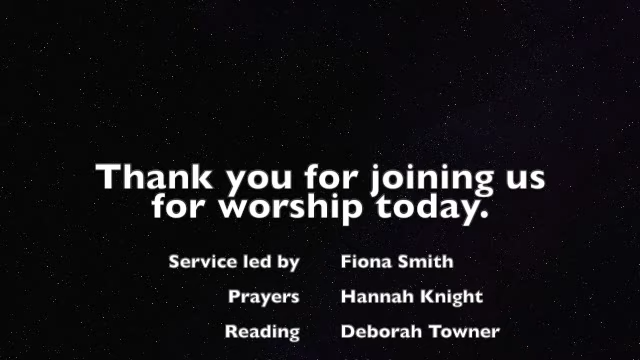 Thank you for joining us
for worship today.
Service led by Fiona Smith
Prayers Hannah Knight
Reading Deborah Towner